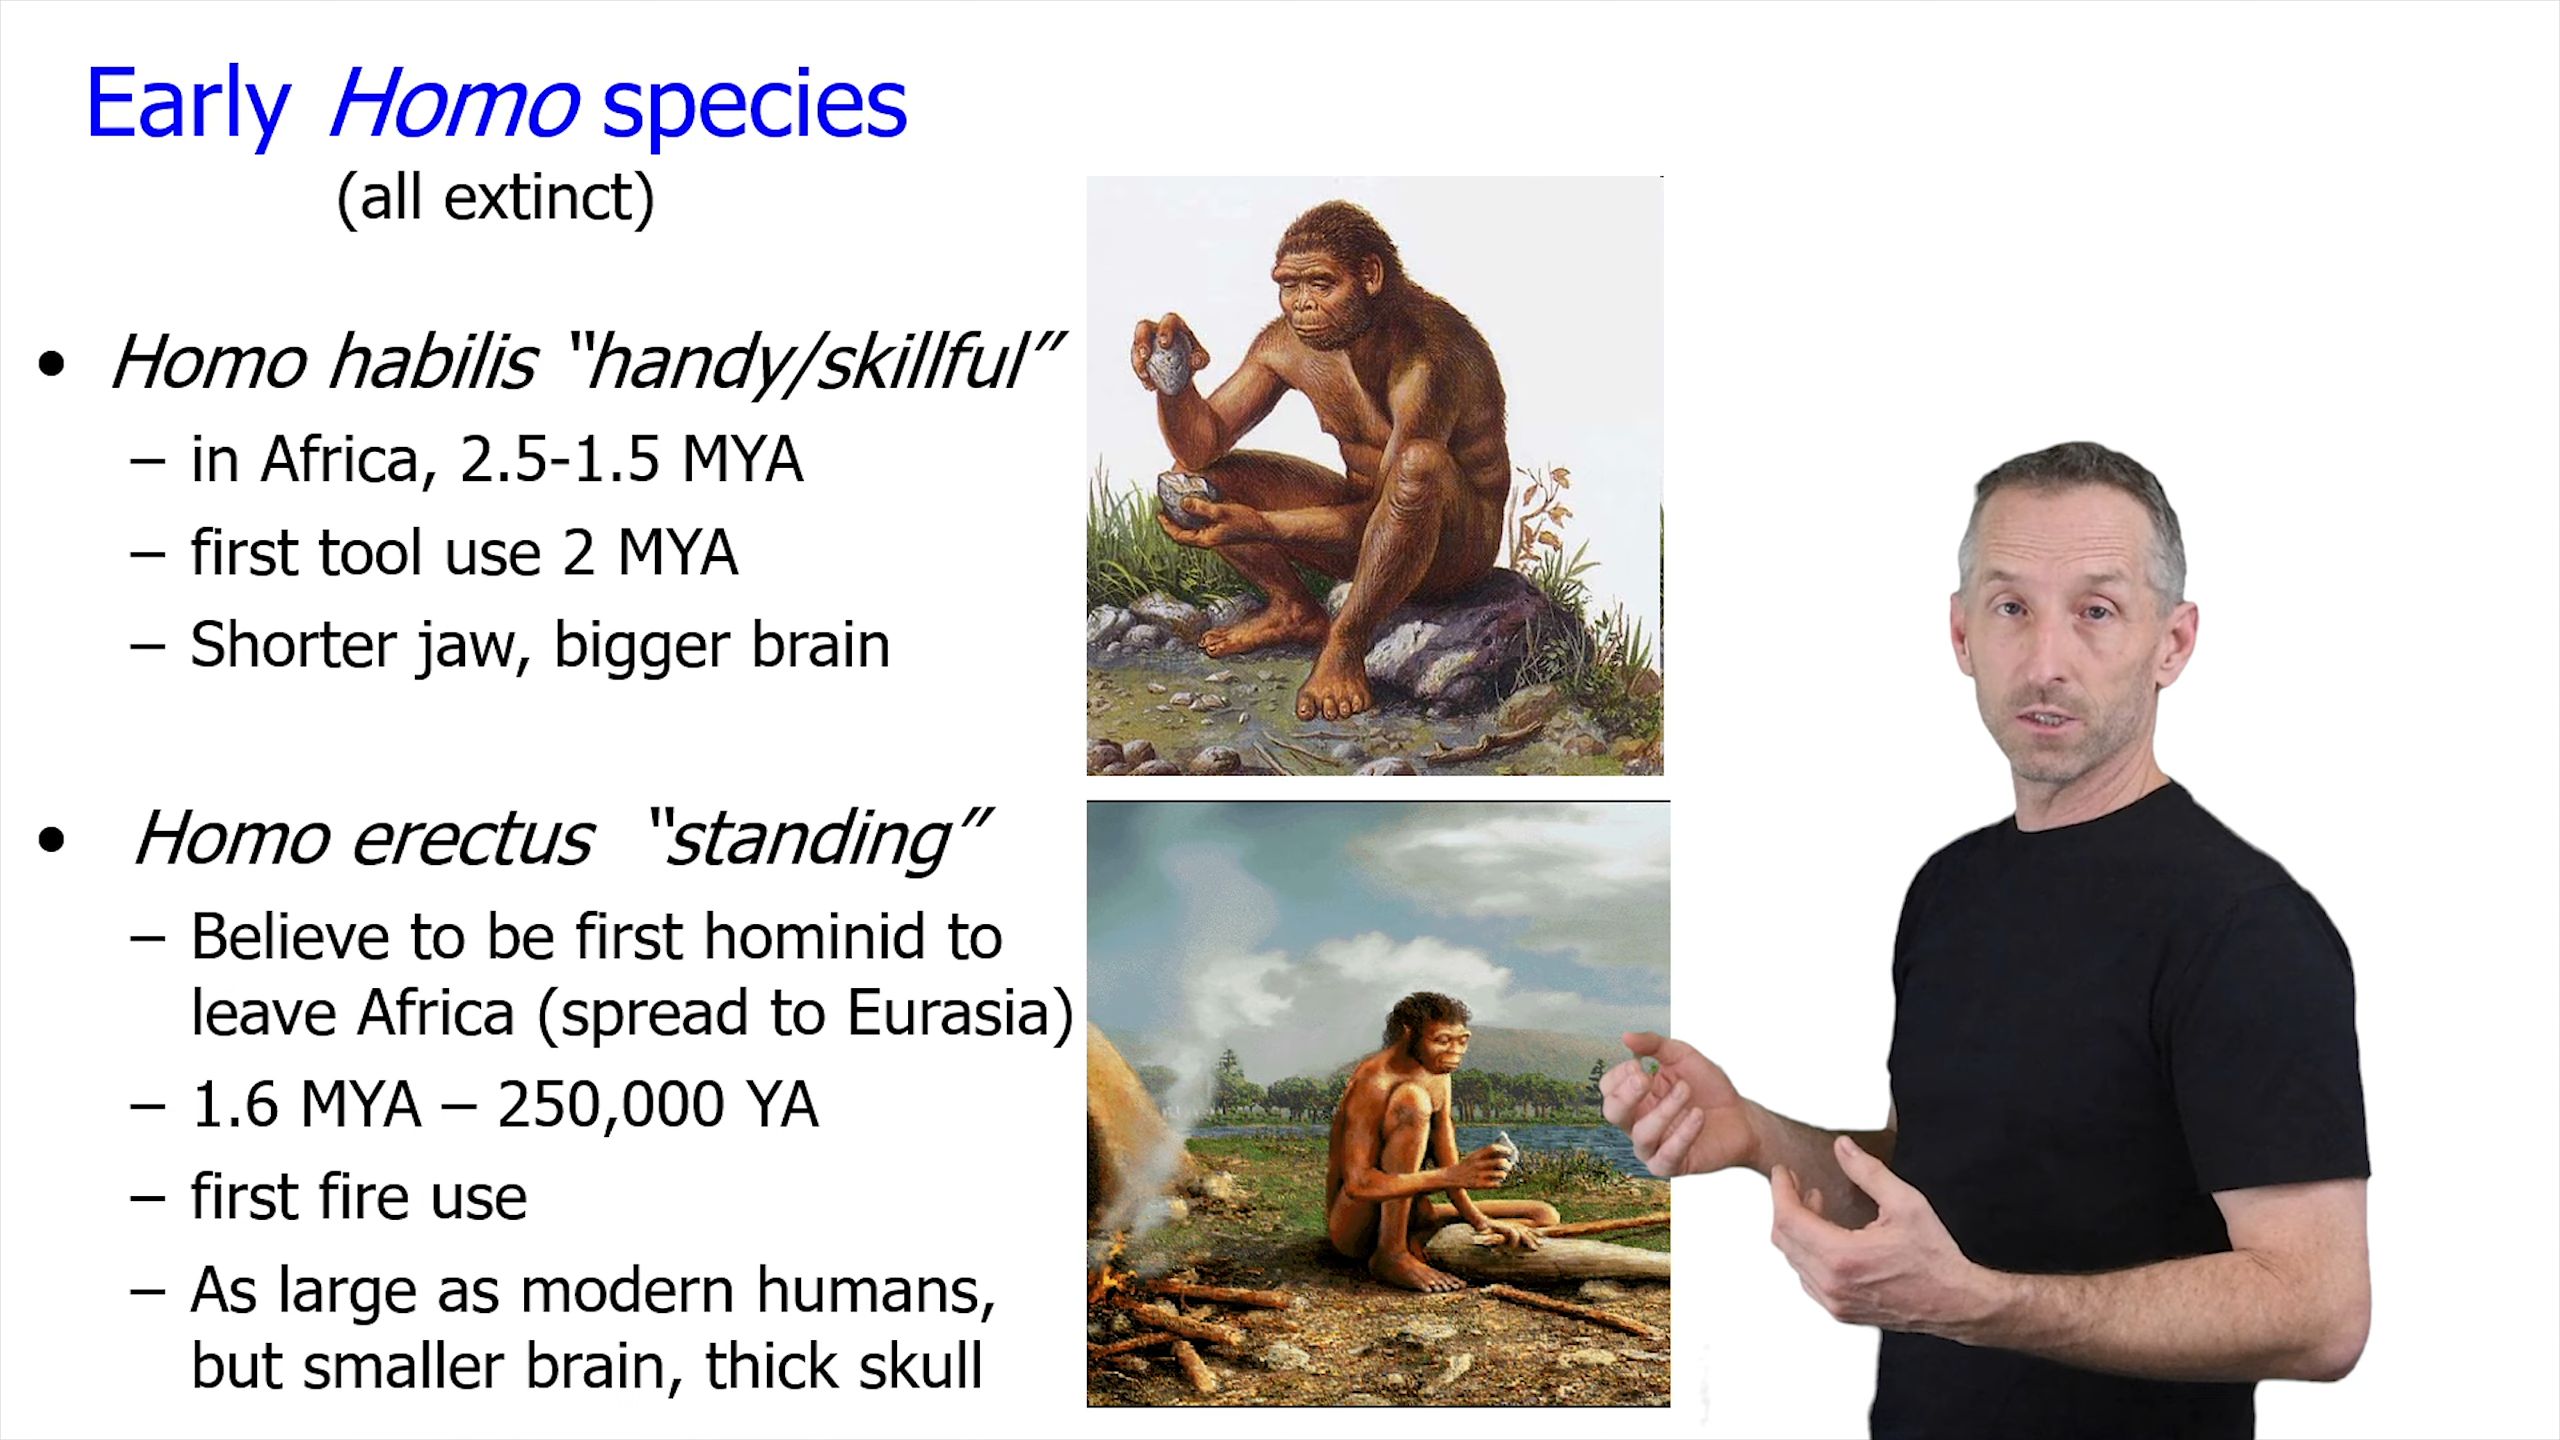 Early Homo species
(all extinct)
• Homo habilis “handy/skillful”
– in Africa, 2.5-1.5 MYA
– first tool use 2 MYA
– Shorter jaw, bigger brain
• Homo erectus “standing”
– Believe to be first hominid to
leave Africa (spread to Eurasia)
– 1.6 MYA – 250,000 YA
– first fire use
– As large as modern humans,
but smaller brain, thick skull